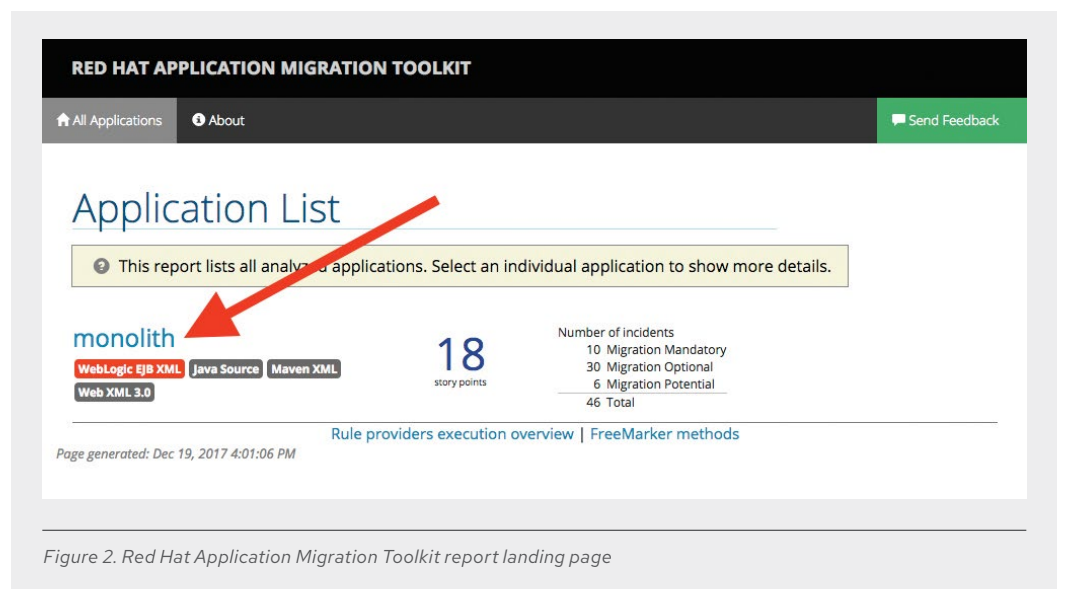 RED HAT APPLICATION MIGRATION TOOLKIT
All Applications About Send Feedback
Application List
This report lists all analyzed applications. Select an individual application to show more details.
monolith
WebLogic EJB XML Java Source Maven XML
Web XML 3.0
18
story points
Number of incidents
10 Migration Mandatory
30 Migration Optional
6 Migration Potential
46 Total
Rule providers execution overview | FreeMarker methods
Page generated: Dec 19, 2017 4:01:06 PM
Figure 2. Red Hat Application Migration Toolkit report landing page